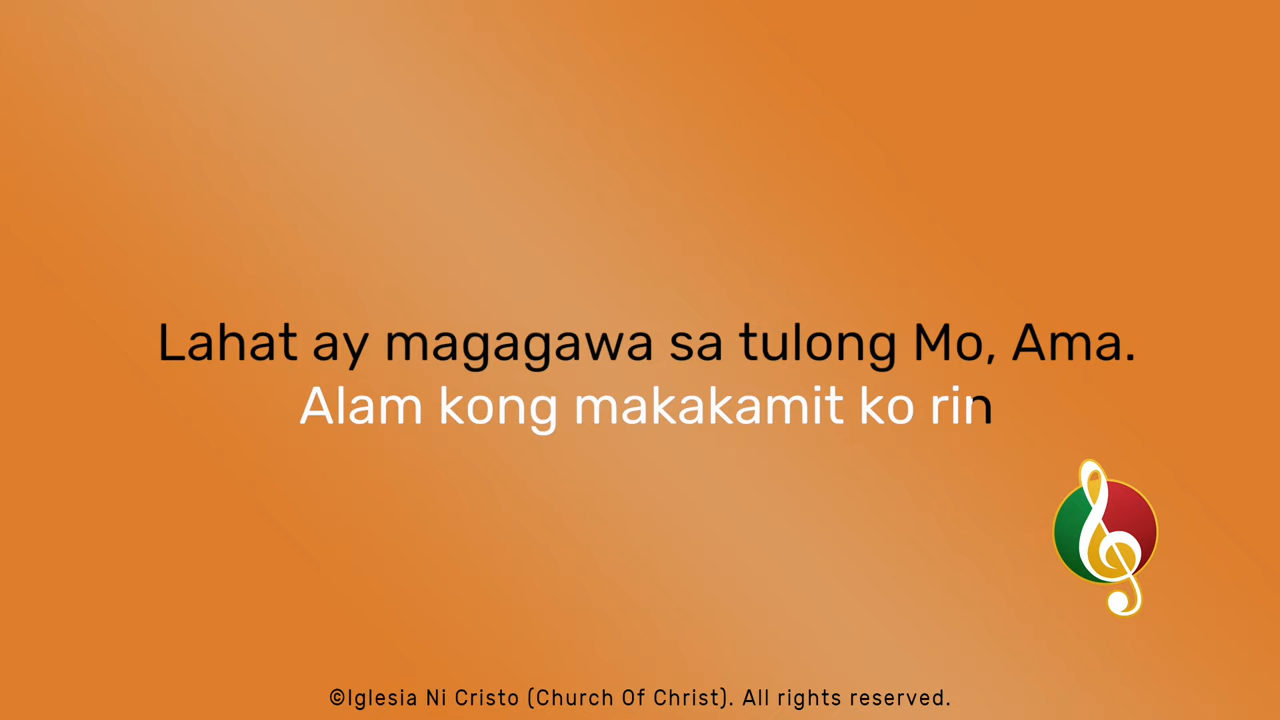 Lahat ay magagawa sa tulong Mo, Ama.
Alam kong makakamit ko rin
©Iglesia Ni Cristo (Church Of Christ). All rights reserved.